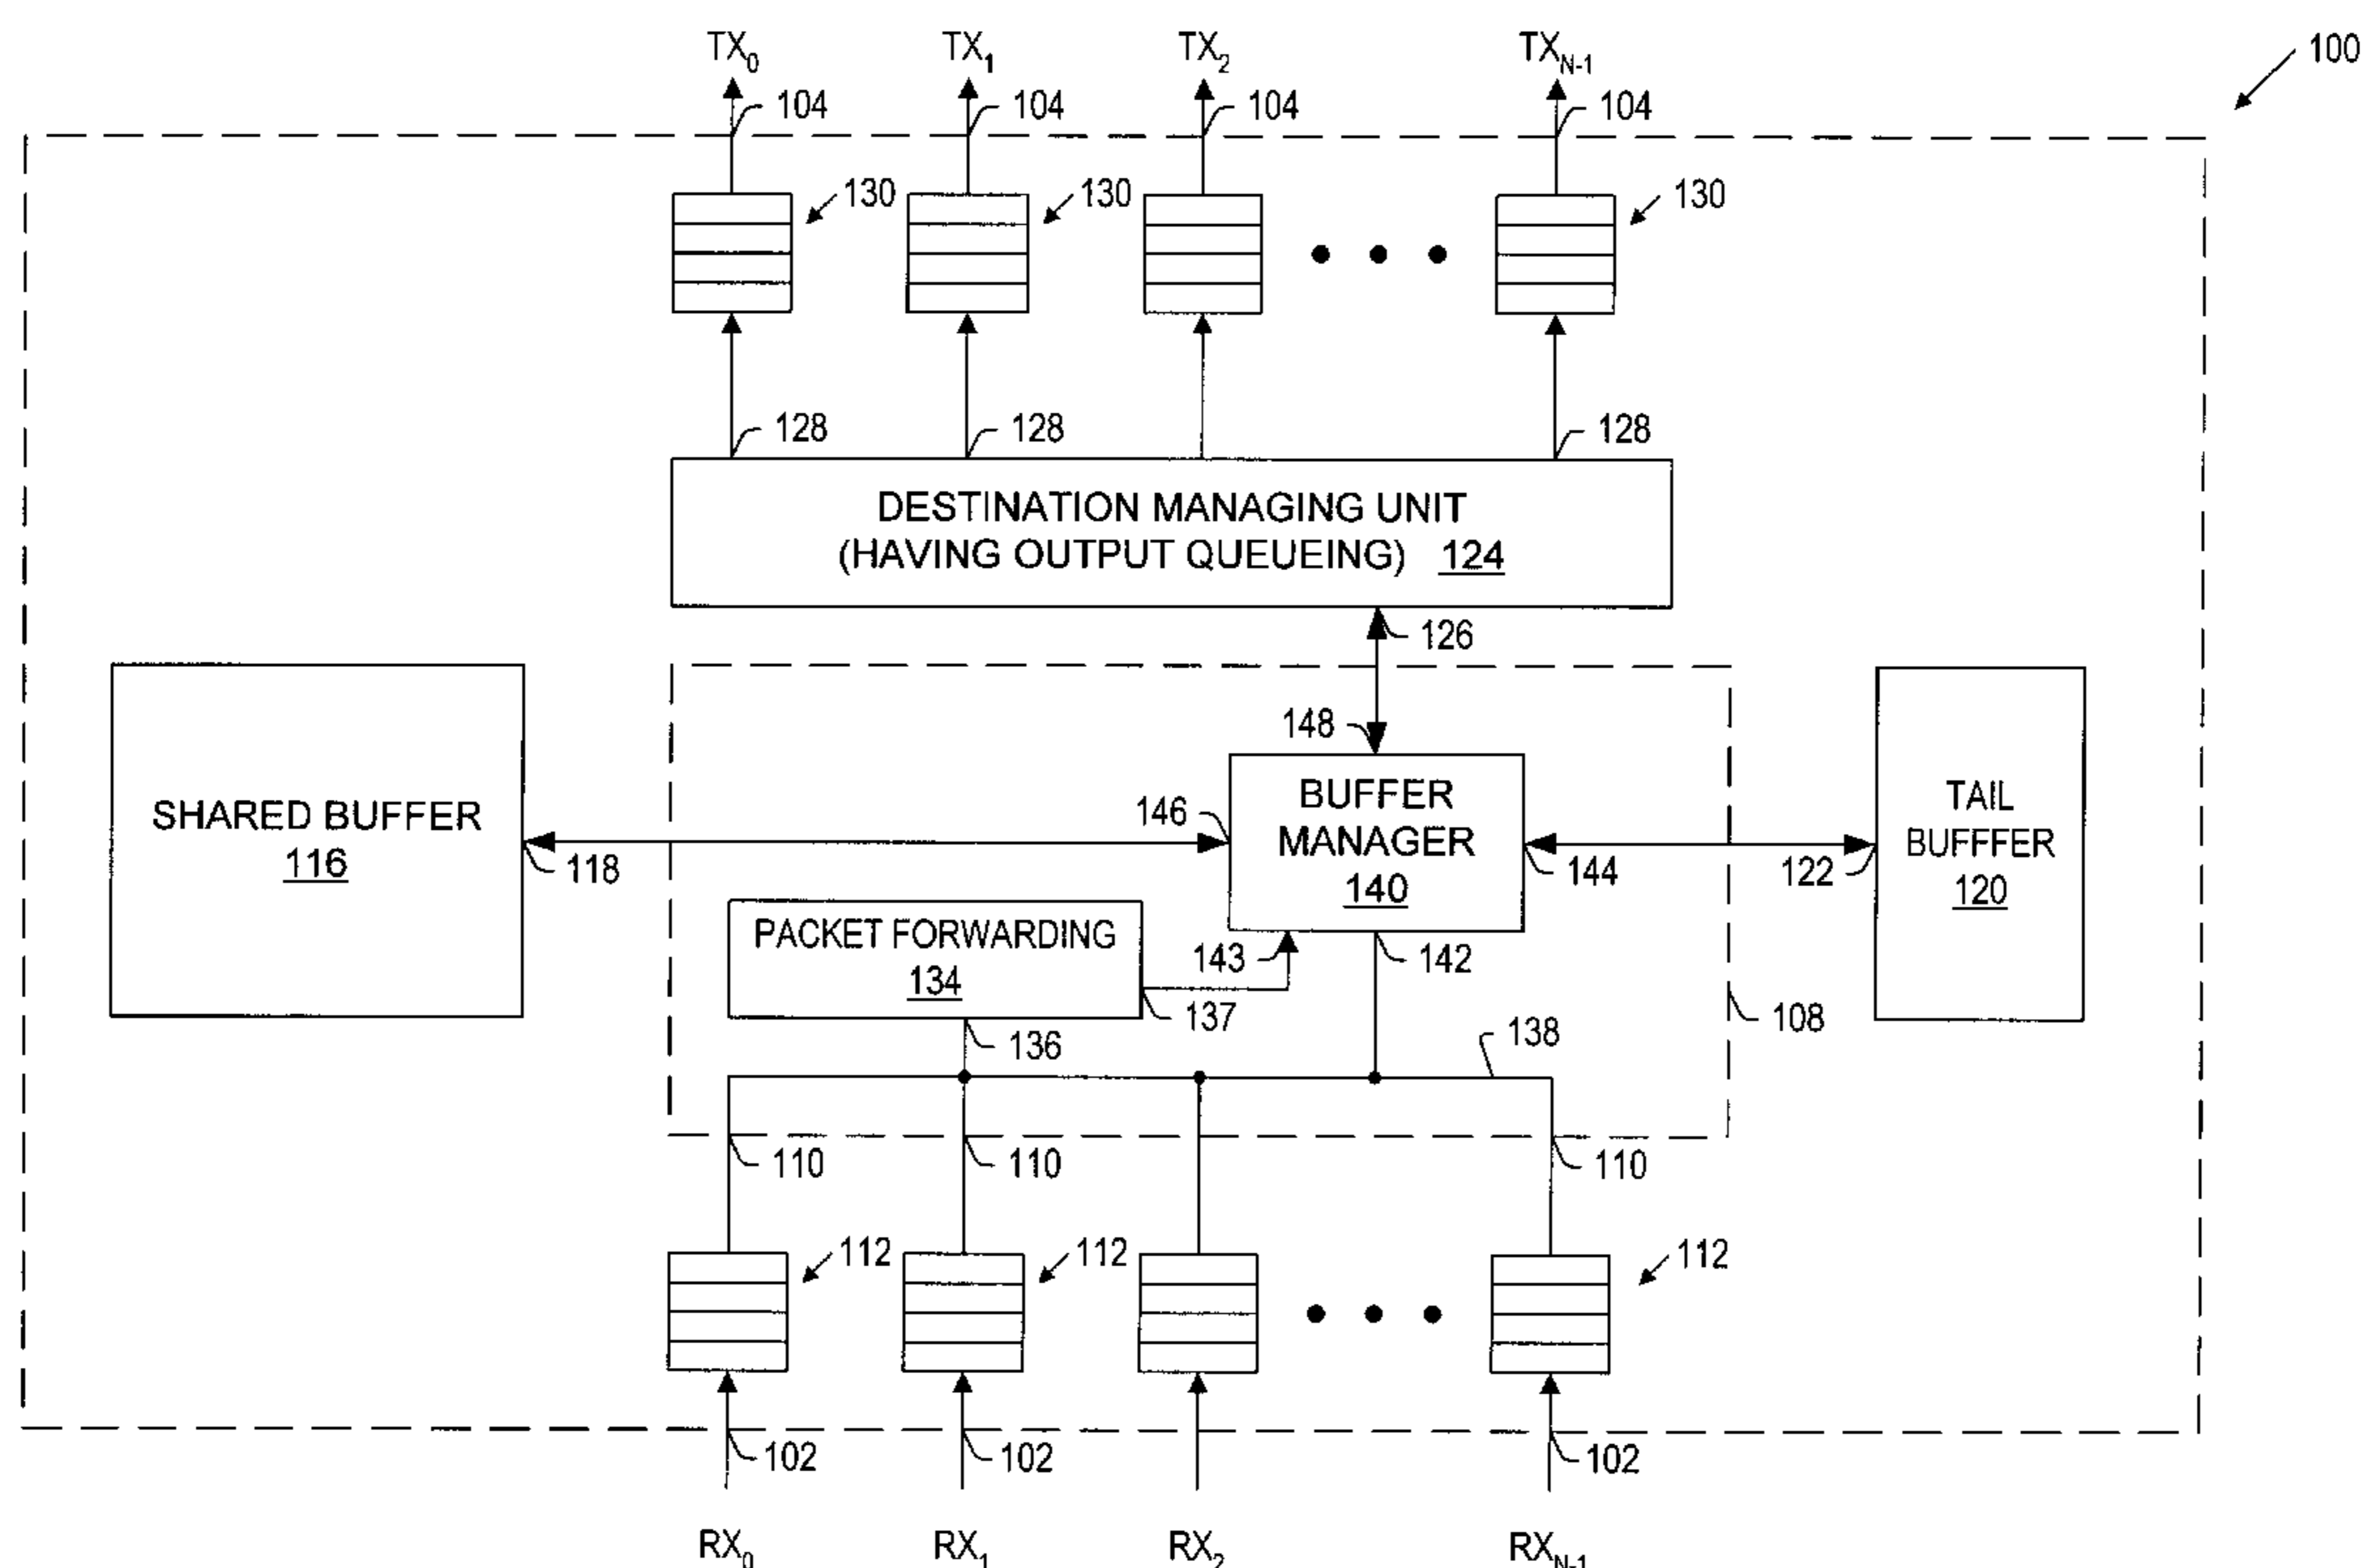 TX0 TX1 TX2 TXN-1 100
104 104 104 104
130 130 130
128 128 128
DESTINATION MANAGING UNIT
(HAVING OUTPUT QUEUEING) 124
126
148
SHARED BUFFER
116
118
146
BUFFER
MANAGER
140
144
122
TAIL
BUFFFER
120
PACKET FORWARDING
134
143
142
137
136
138
108
110 110 110
112 112 112
102 102 102
RX0 RX1 RX2 RXN-1